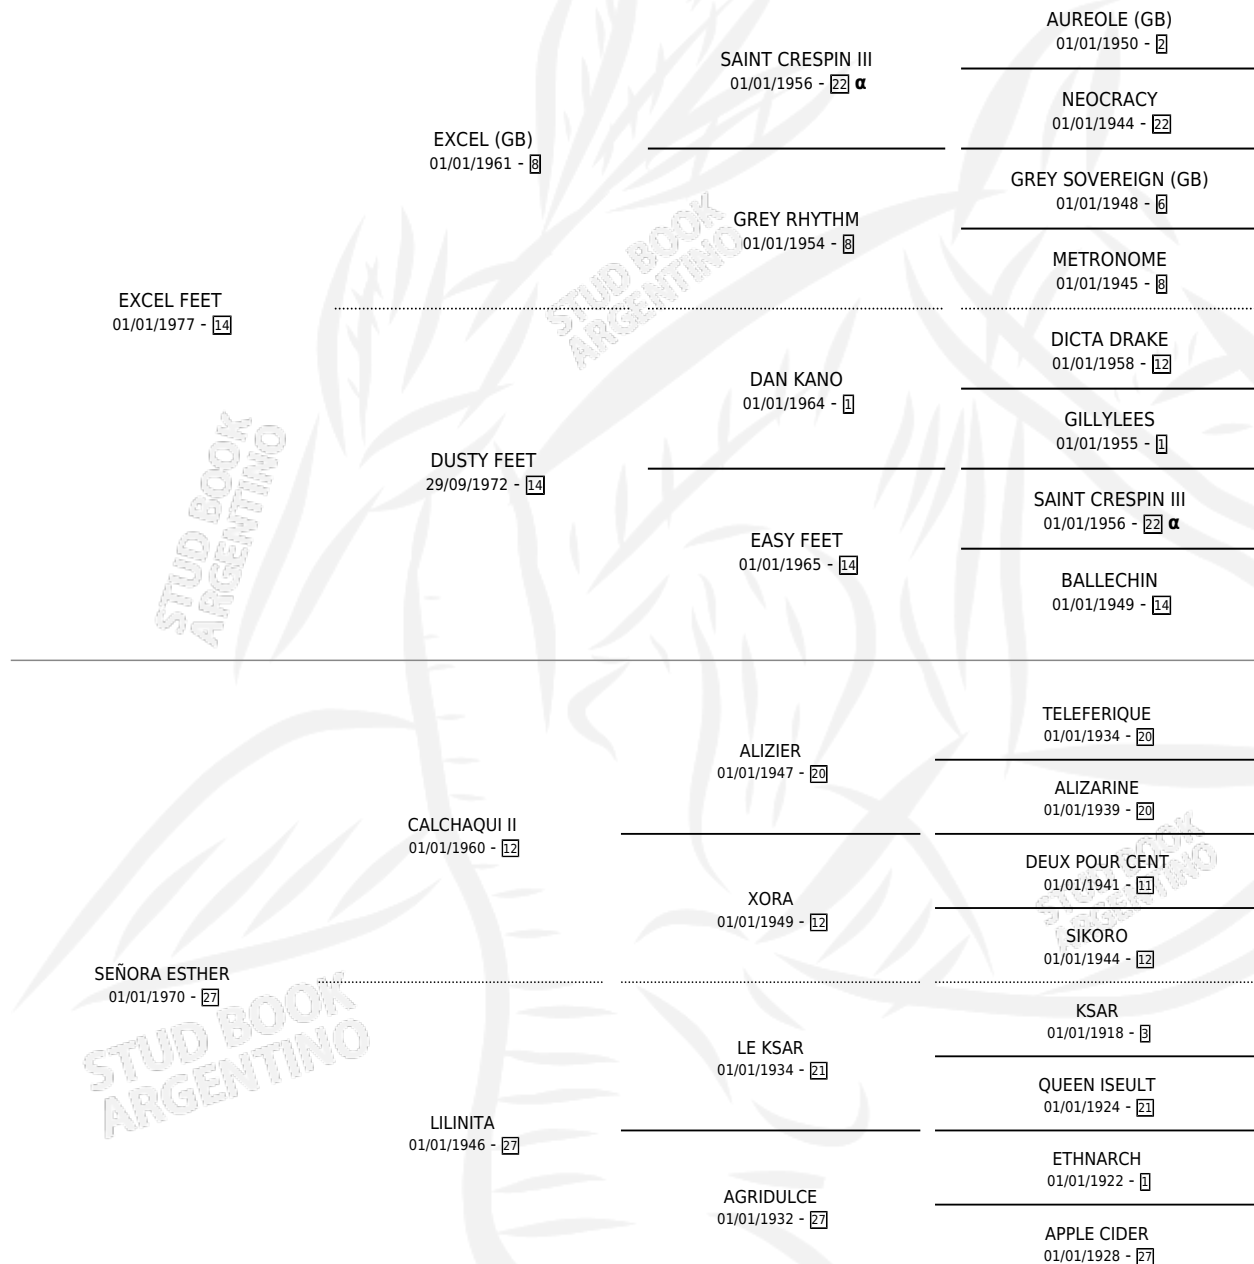 AUREOLE (GB)
01/01/1950 - 2
SAINT CRESPIN III
01/01/1956 - 22 α
NEOCRACY
01/01/1944 - 22
EXCEL (GB)
01/01/1961 - 8
GREY SOVEREIGN (GB)
01/01/1948 - 6
GREY RHYTHM
01/01/1954 - 8
METRONOME
01/01/1945 - 8
EXCEL FEET
01/01/1977 - 14
DICTA DRAKE
01/01/1958 - 12
DAN KANO
01/01/1964 - 1
GILLYLEES
01/01/1955 - 1
DUSTY FEET
29/09/1972 - 14
SAINT CRESPIN III
01/01/1956 - 22 α
EASY FEET
01/01/1965 - 14
BALLECHIN
01/01/1949 - 14
TELEFERIQUE
01/01/1934 - 20
ALIZIER
01/01/1947 - 20
ALIZARINE
01/01/1939 - 20
CALCHAQUI II
01/01/1960 - 12
DEUX POUR CENT
01/01/1941 - 11
XORA
01/01/1949 - 12
SIKORO
01/01/1944 - 12
SEÑORA ESTHER
01/01/1970 - 27
KSAR
01/01/1918 - 3
LE KSAR
01/01/1934 - 21
QUEEN ISEULT
01/01/1924 - 21
LILINITA
01/01/1946 - 27
ETHNARCH
01/01/1922 - 1
AGRIDULCE
01/01/1932 - 27
APPLE CIDER
01/01/1928 - 27
STUD BOOK
ARGENTINO
STUD BOOK
ARGENTINO
STUD BOOK
ARGENTINO
STUD BOOK
ARGENTINO